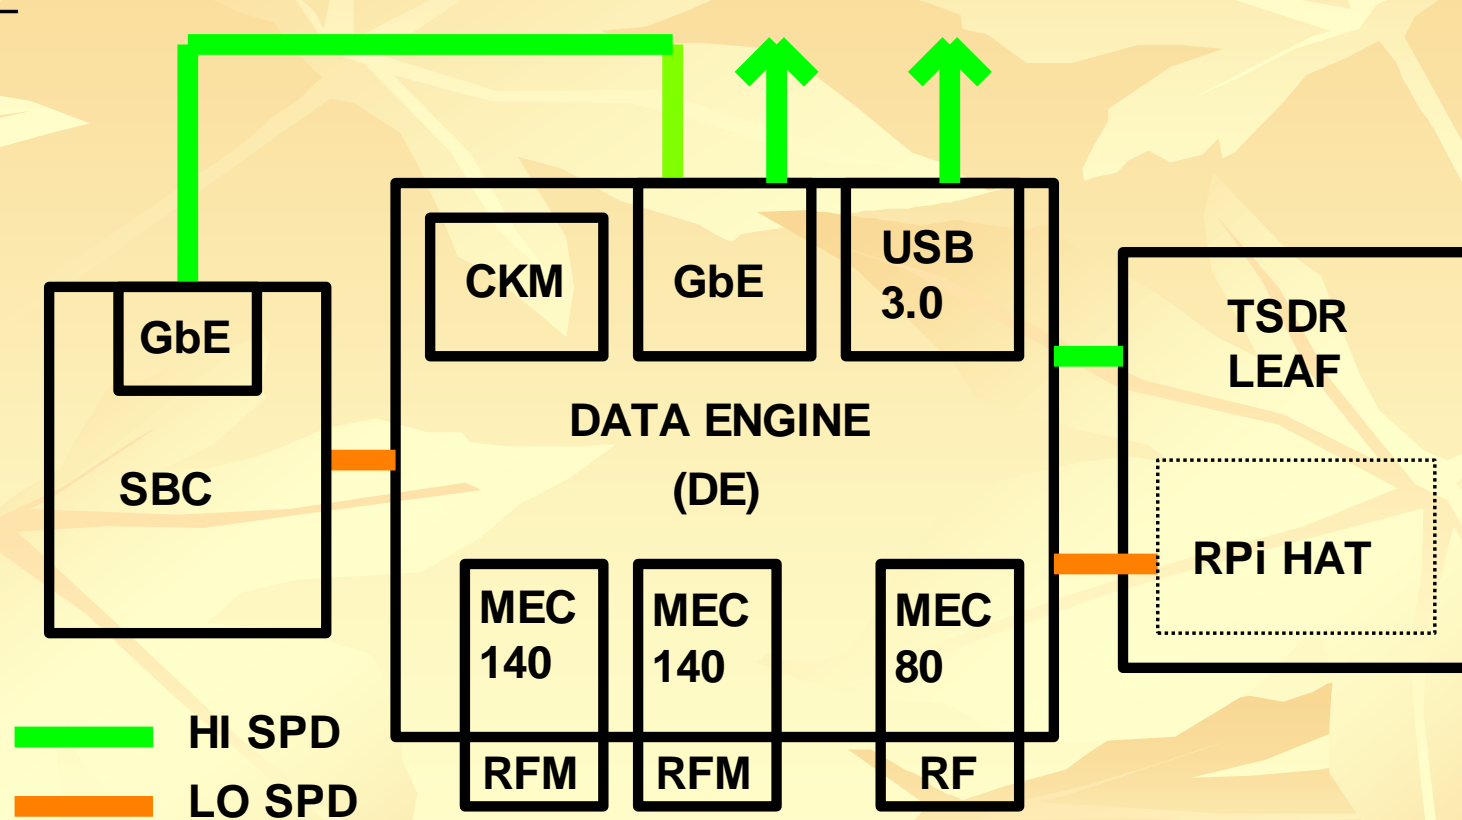 CKM
GbE
USB
3.0
GbE
SBC
DATA ENGINE
(DE)
TSDR
LEAF
RPi HAT
MEC
140
MEC
140
MEC
80
RFM
RFM
RF
HI SPD
LO SPD